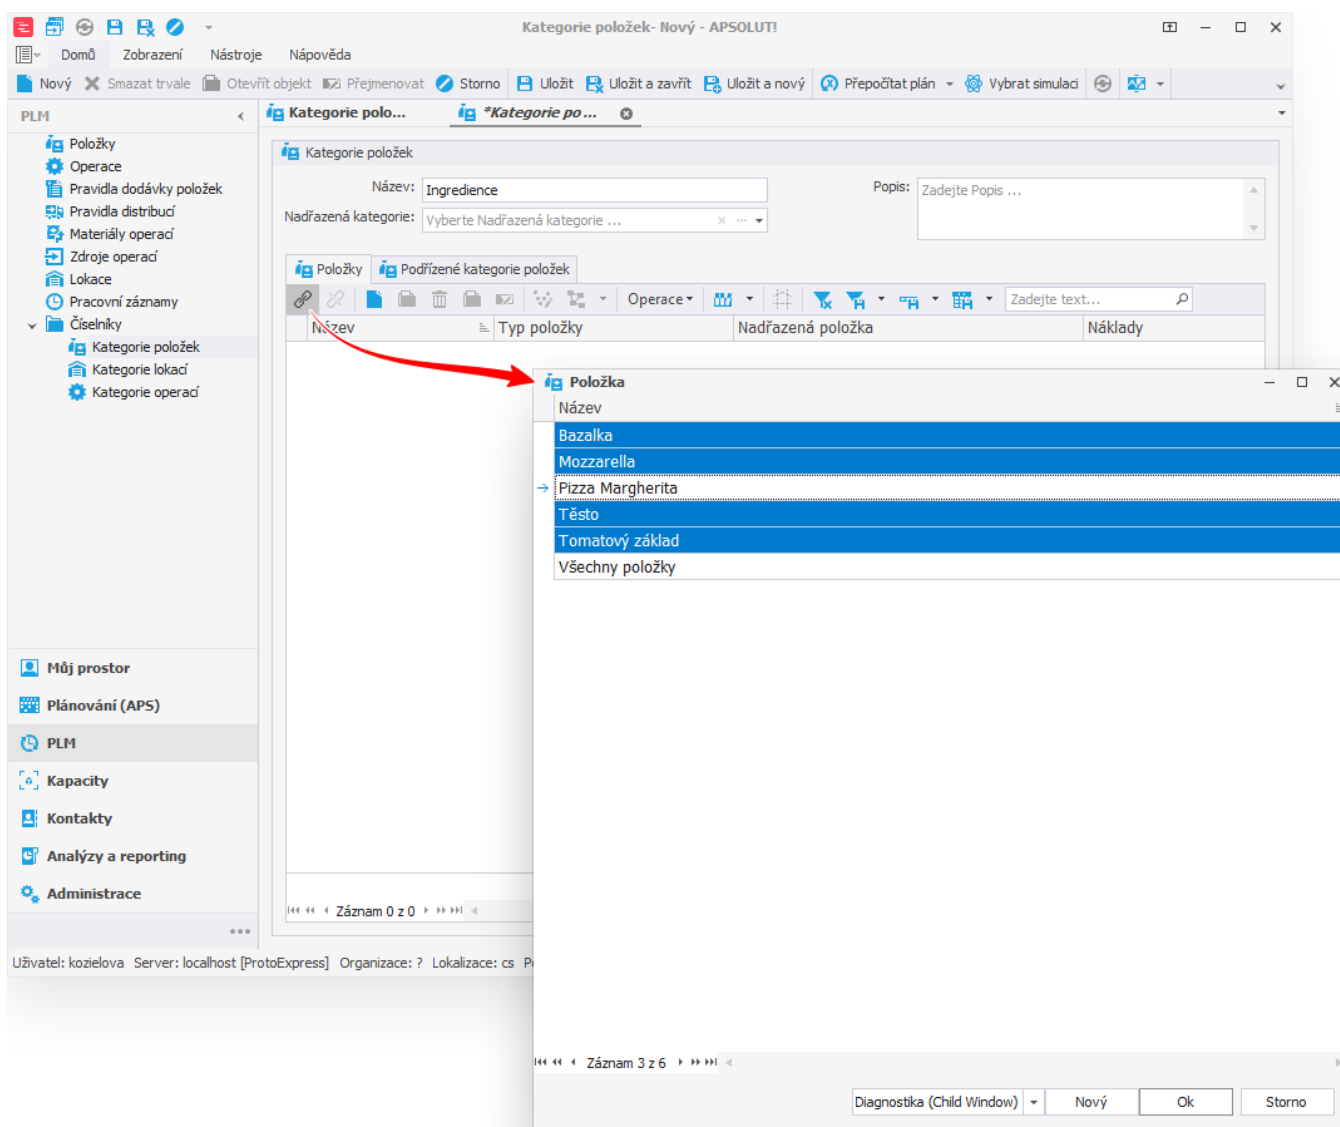 Kategorie položek- Nový - APSOLUT!
Domů Zobrazení Nástroje Nápověda
Nový Smazat trvale Otevřít objekt Přejmenovat Storno Uložit Uložit a zavřít Uložit a nový Přepočítat plán Vybrat simulaci
PLM
Kategorie polo... *Kategorie po ...
Položky
Operace
Pravidla dodávky položek
Pravidla distribucí
Materiály operací
Zdroje operací
Lokace
Pracovní záznamy
Číselníky
Kategorie položek
Kategorie lokací
Kategorie operací
Můj prostor
Plánování (APS)
PLM
Kapacity
Kontakty
Analýzy a reporting
Administrace
Kategorie položek
Název: Ingredience Popis: Zadejte Popis ...
Nadřazená kategorie: Vyberte Nadřazená kategorie ...
Položky Podřízené kategorie položek
Operace Zadejte text...
Název Typ položky Nadřazená položka Náklady
Záznam 0 z 0
Položka
Název
Bazalka
Mozzarella
Pizza Margherita
Těsto
Tomatový základ
Všechny položky
Záznam 3 z 6
Diagnostika (Child Window) Nový Ok Storno
Uživatel: kozielova Server: localhost [ProtoExpress] Organizace: ? Lokalizace: cs